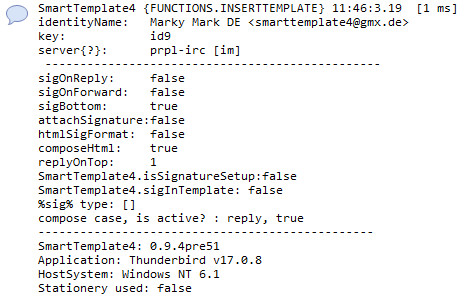 SmartTemplate4 {FUNCTIONS.INSERTTEMPLATE} 11:46:3.19  [1 ms]
identityName:   Marky Mark DE <smarttemplate4@gmx.de>
key:            id9
server{?}:      prpl-irc [im]
---------------------------------------------
sigOnReply:     false
sigOnForward:   false
sigBottom:      true
attachSignature:false
htmlSigFormat:  false
composeHtml:    true
replyOnTop:     1
SmartTemplate4.isSignatureSetup:false
SmartTemplate4.sigInTemplate: false
%sig% type: []
compose case, is active? : reply, true
---------------------------------------------
SmartTemplate4: 0.9.4pre51
Application: Thunderbird v17.0.8
HostSystem: Windows NT 6.1
Stationery used: false